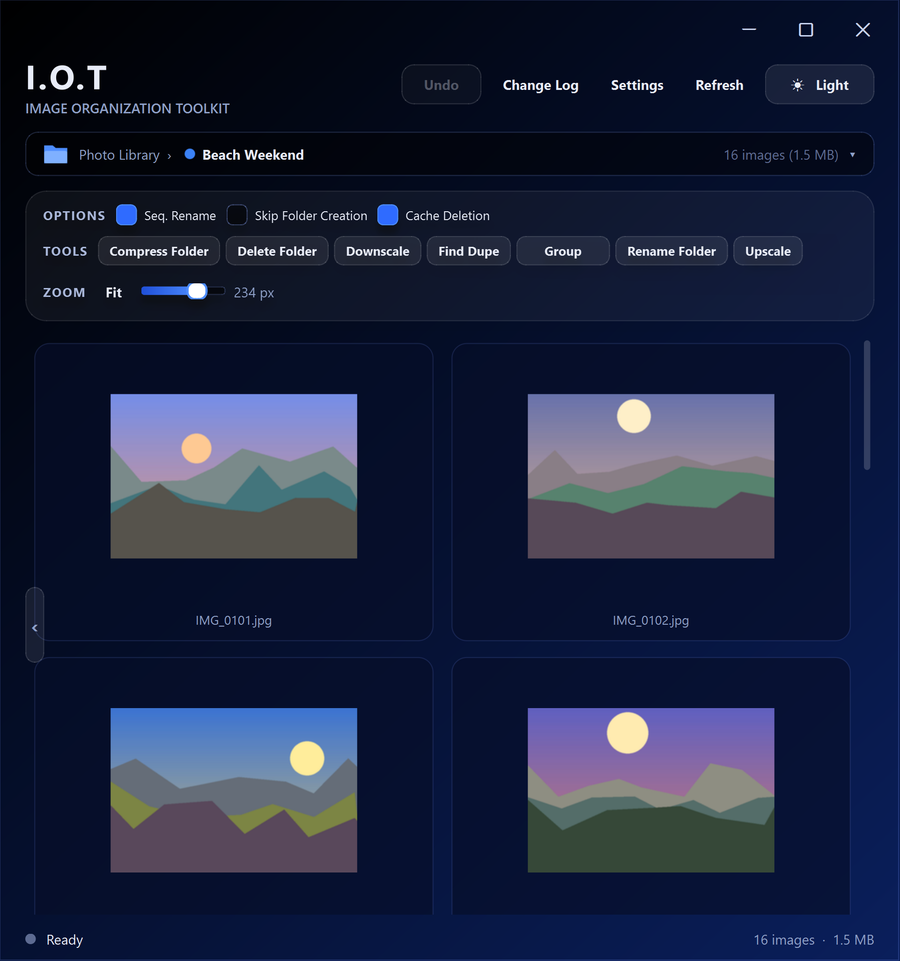 I.O.T
IMAGE ORGANIZATION TOOLKIT
Undo
Change Log
Settings
Refresh
Light
Photo Library › Beach Weekend
16 images (1.5 MB)
OPTIONS Seq. Rename Skip Folder Creation Cache Deletion
TOOLS Compress Folder Delete Folder Downscale Find Dupe Group Rename Folder Upscale
ZOOM Fit 234 px
IMG_0101.jpg
IMG_0102.jpg
Ready
16 images · 1.5 MB